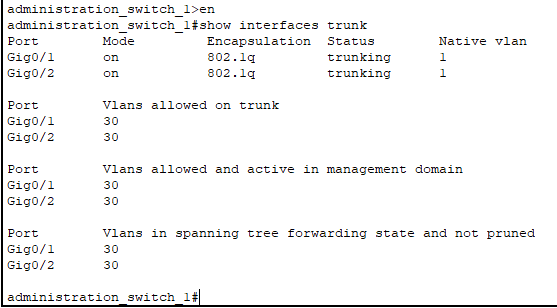 administration_switch_1>en
administration_switch_1#show interfaces trunk
Port Mode Encapsulation Status Native vlan
Gig0/1 on 802.1q trunking 1
Gig0/2 on 802.1q trunking 1
Port Vlans allowed on trunk
Gig0/1 30
Gig0/2 30
Port Vlans allowed and active in management domain
Gig0/1 30
Gig0/2 30
Port Vlans in spanning tree forwarding state and not pruned
Gig0/1 30
Gig0/2 30
administration_switch_1#